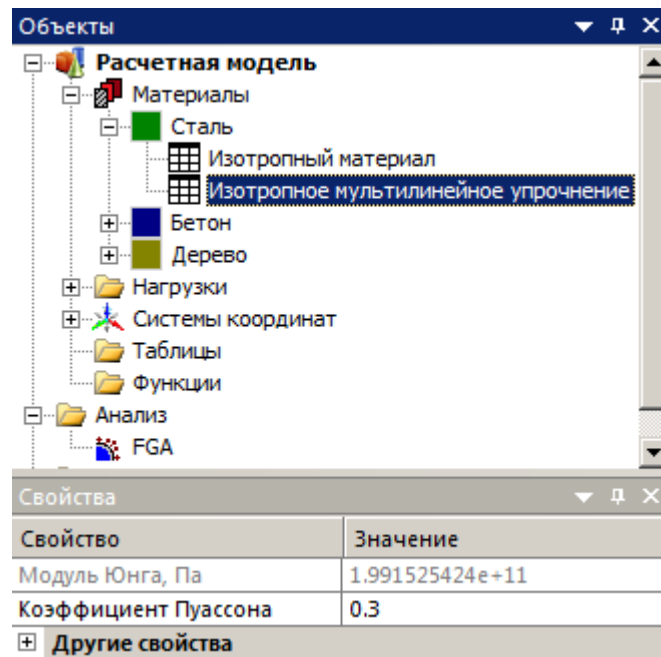 Объекты
Расчетная модель
Материалы
Сталь
Изотропный материал
Изотропное мультилинейное упрочнение
Бетон
Дерево
Нагрузки
Системы координат
Таблицы
Функции
Анализ
FGA
Свойства
Свойство Значение
Модуль Юнга, Па 1.991525424e+11
Коэффициент Пуассона 0.3
Другие свойства